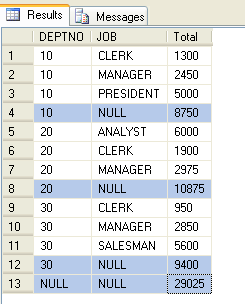 Results Messages
DEPTNO JOB Total
1 10 CLERK 1300
2 10 MANAGER 2450
3 10 PRESIDENT 5000
4 10 NULL 8750
5 20 ANALYST 6000
6 20 CLERK 1900
7 20 MANAGER 2975
8 20 NULL 10875
9 30 CLERK 950
10 30 MANAGER 2850
11 30 SALESMAN 5600
12 30 NULL 9400
13 NULL NULL 29025